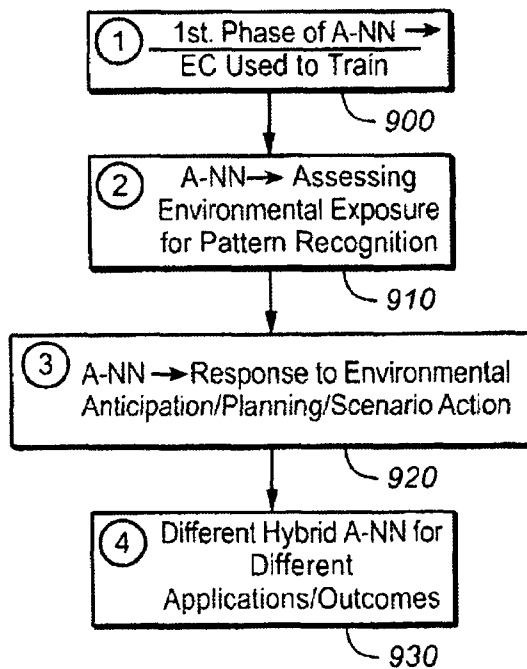 1 1st. Phase of A-NN →
EC Used to Train
900
2 A-NN → Assessing
Environmental Exposure
for Pattern Recognition
910
3 A-NN → Response to Environmental
Anticipation/Planning/Scenario Action
920
4 Different Hybrid A-NN for
Different
Applications/Outcomes
930